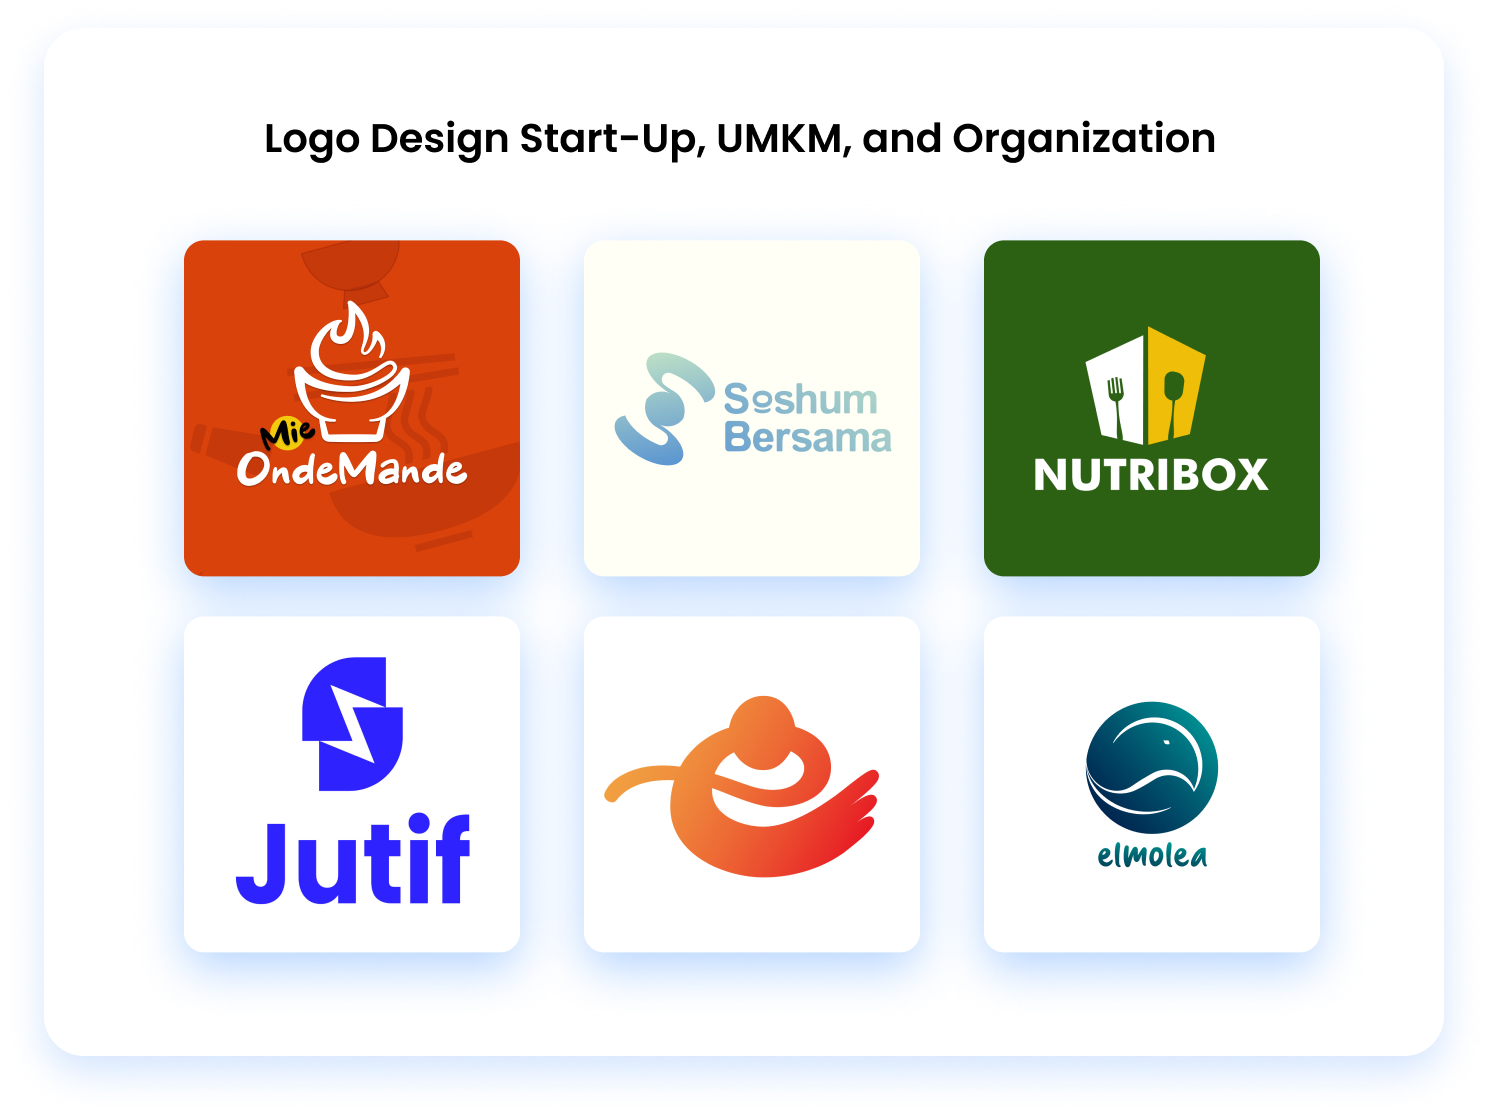 Logo Design Start-Up, UMKM, and Organization
Mie
OndeMande
Soshum
Bersama
NUTRIBOX
Jutif
elmolea